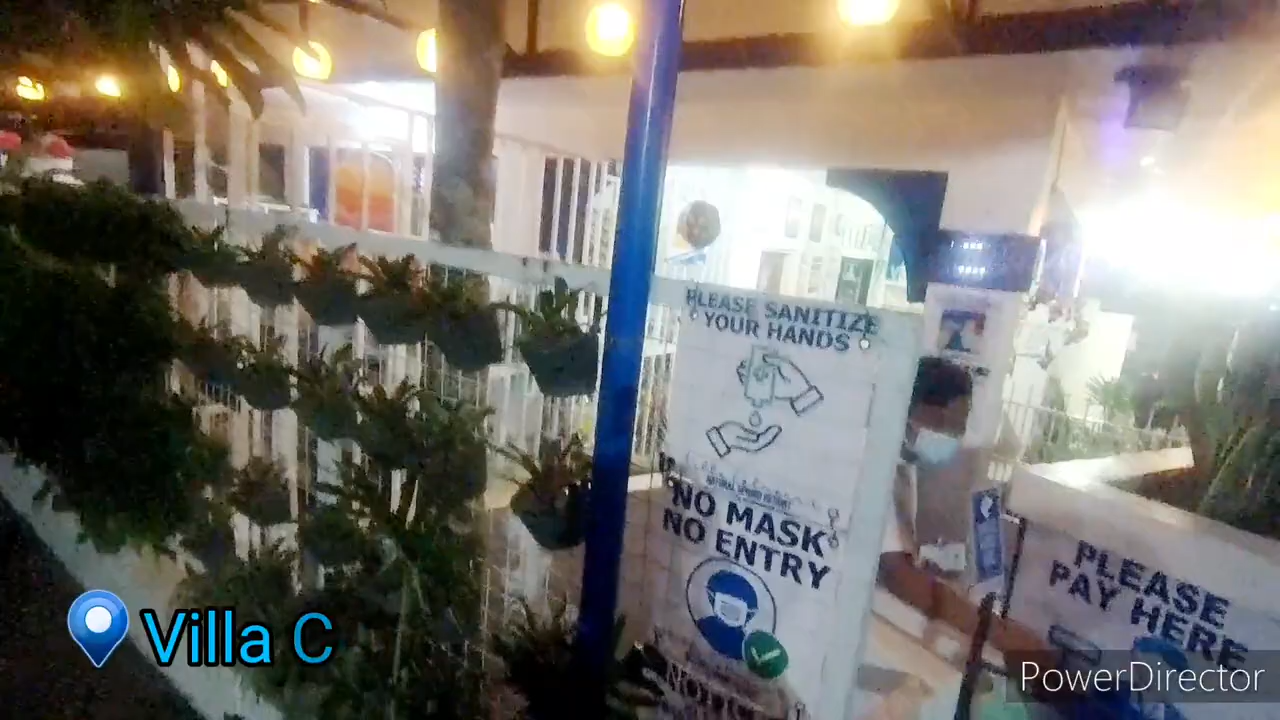 PLEASE SANITIZE
YOUR HANDS
NO MASK
NO ENTRY
PLEASE
PAY HERE
Villa C
PowerDirector